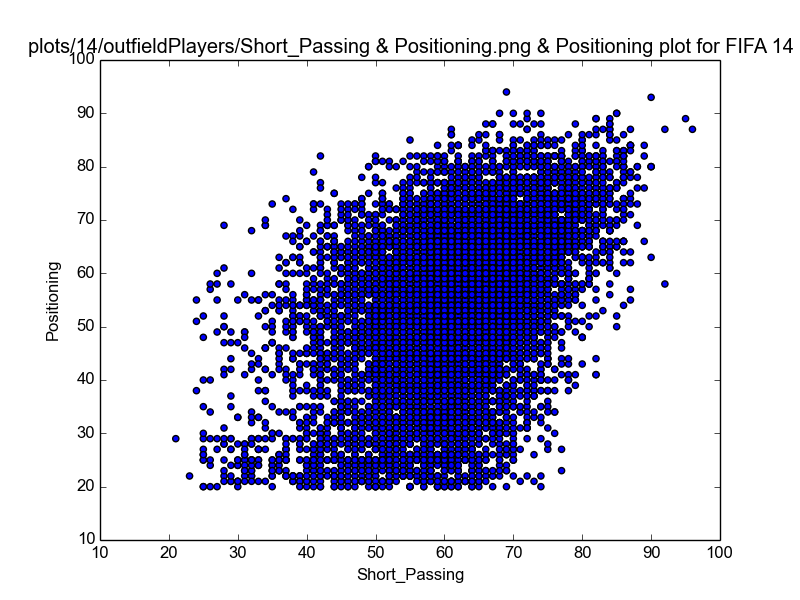 plots/14/outfieldPlayers/Short_Passing & Positioning.png & Positioning plot for FIFA 14
100
90
80
70
60
50
40
30
20
10
Positioning
10 20 30 40 50 60 70 80 90 100
Short_Passing